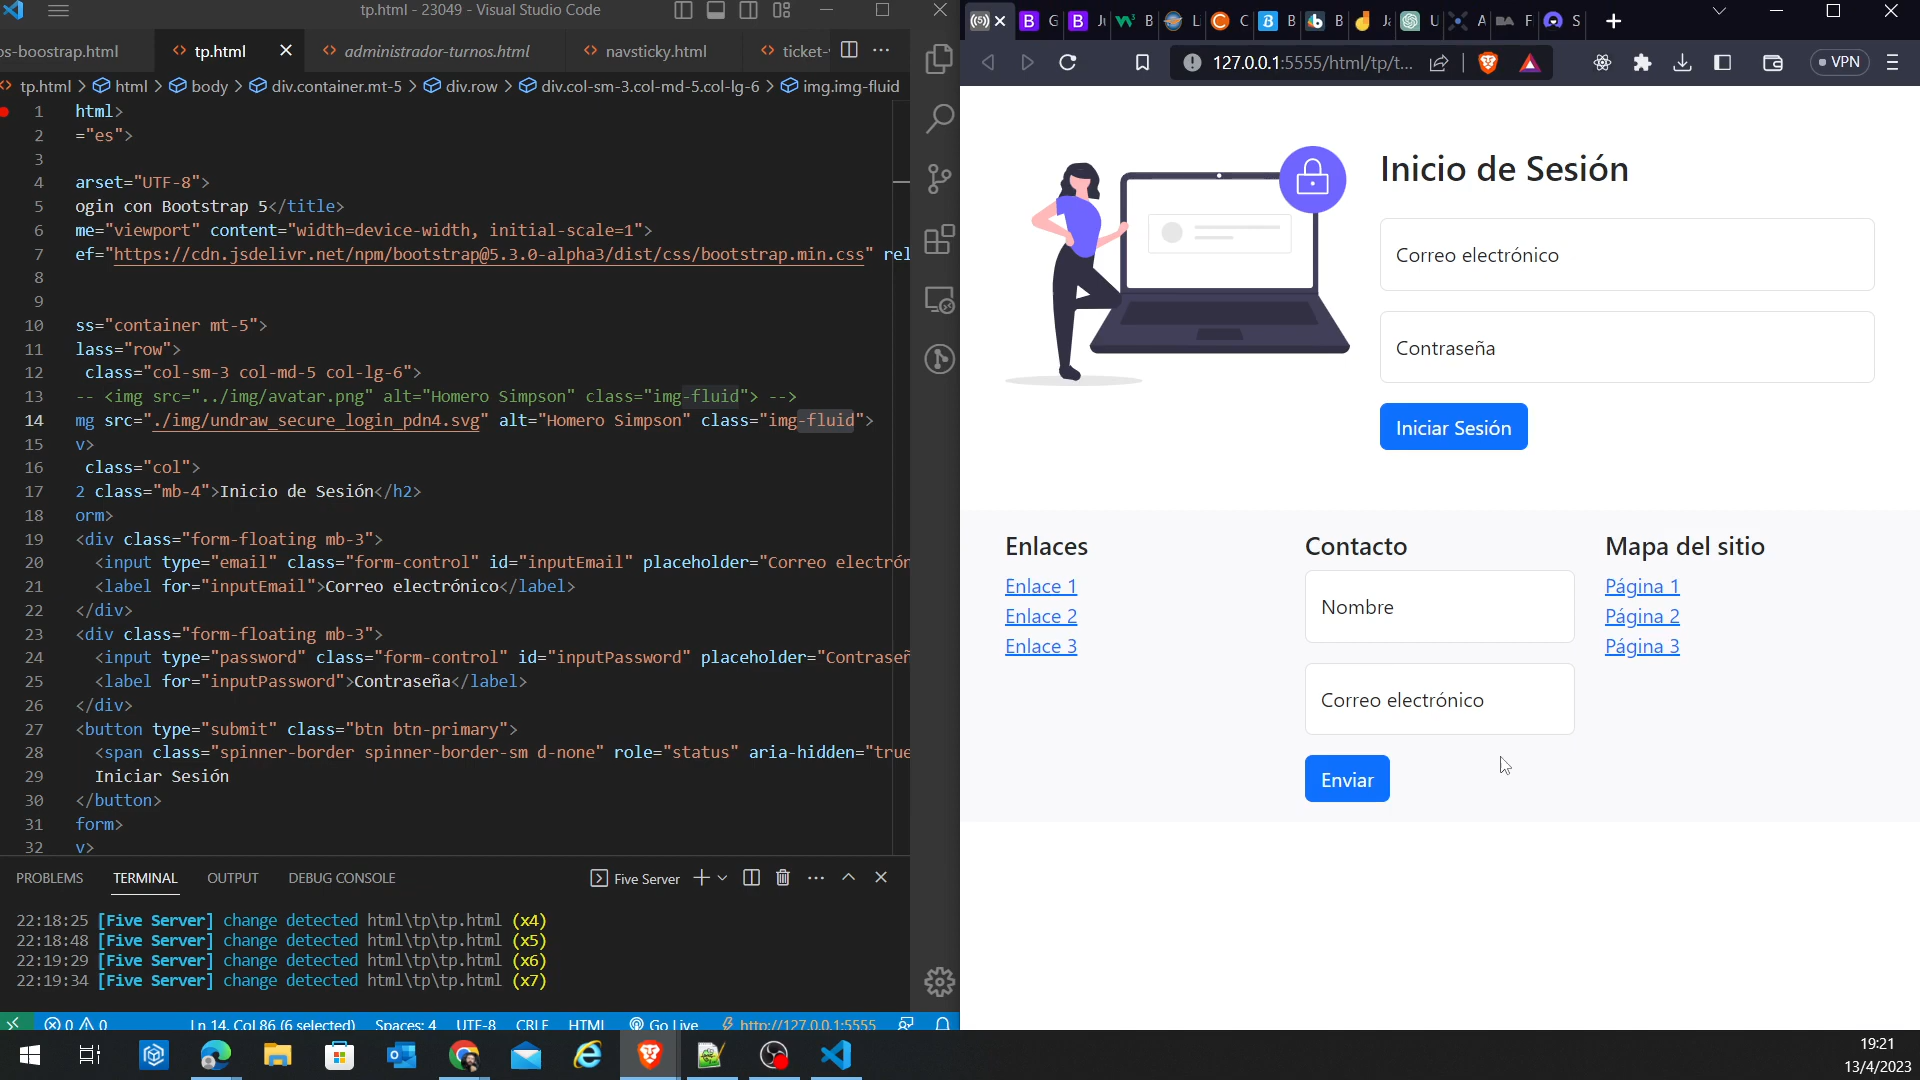 tp.html - 23049 - Visual Studio Code
os-boostrap.html
tp.html
administrador-turnos.html
navsticky.html
ticket-
tp.html > html > body > div.container.mt-5 > div.row > div.col-sm-3.col-md-5.col-lg-6 > img.img-fluid
1 html>
2 ="es">
3
4 arset="UTF-8">
5 ogin con Bootstrap 5</title>
6 me="viewport" content="width=device-width, initial-scale=1">
7 ef="https://cdn.jsdelivr.net/npm/bootstrap@5.3.0-alpha3/dist/css/bootstrap.min.css" rel
8
9
10 ss="container mt-5">
11 lass="row">
12 class="col-sm-3 col-md-5 col-lg-6">
13 -- <img src="../img/avatar.png" alt="Homero Simpson" class="img-fluid"> -->
14 mg src="./img/undraw_secure_login_pdn4.svg" alt="Homero Simpson" class="img-fluid">
15 v>
16 class="col">
17 2 class="mb-4">Inicio de Sesión</h2>
18 orm>
19 <div class="form-floating mb-3">
20 <input type="email" class="form-control" id="inputEmail" placeholder="Correo electrón
21 <label for="inputEmail">Correo electrónico</label>
22 </div>
23 <div class="form-floating mb-3">
24 <input type="password" class="form-control" id="inputPassword" placeholder="Contraseñ
25 <label for="inputPassword">Contraseña</label>
26 </div>
27 <button type="submit" class="btn btn-primary">
28 <span class="spinner-border spinner-border-sm d-none" role="status" aria-hidden="true
29 Iniciar Sesión
30 </button>
31 form>
32 v>
PROBLEMS TERMINAL OUTPUT DEBUG CONSOLE
Five Server
22:18:25 [Five Server] change detected html\tp\tp.html (x4)
22:18:48 [Five Server] change detected html\tp\tp.html (x5)
22:19:29 [Five Server] change detected html\tp\tp.html (x6)
22:19:34 [Five Server] change detected html\tp\tp.html (x7)
0 0 Ln 14, Col 86 (6 selected) Spaces: 4 UTF-8 CRLF HTML Go Live http://127.0.0.1:5555
127.0.0.1:5555/html/tp/t...
VPN
Inicio de Sesión
Correo electrónico
Contraseña
Iniciar Sesión
Enlaces
Enlace 1
Enlace 2
Enlace 3
Contacto
Nombre
Correo electrónico
Enviar
Mapa del sitio
Página 1
Página 2
Página 3
19:21
13/4/2023